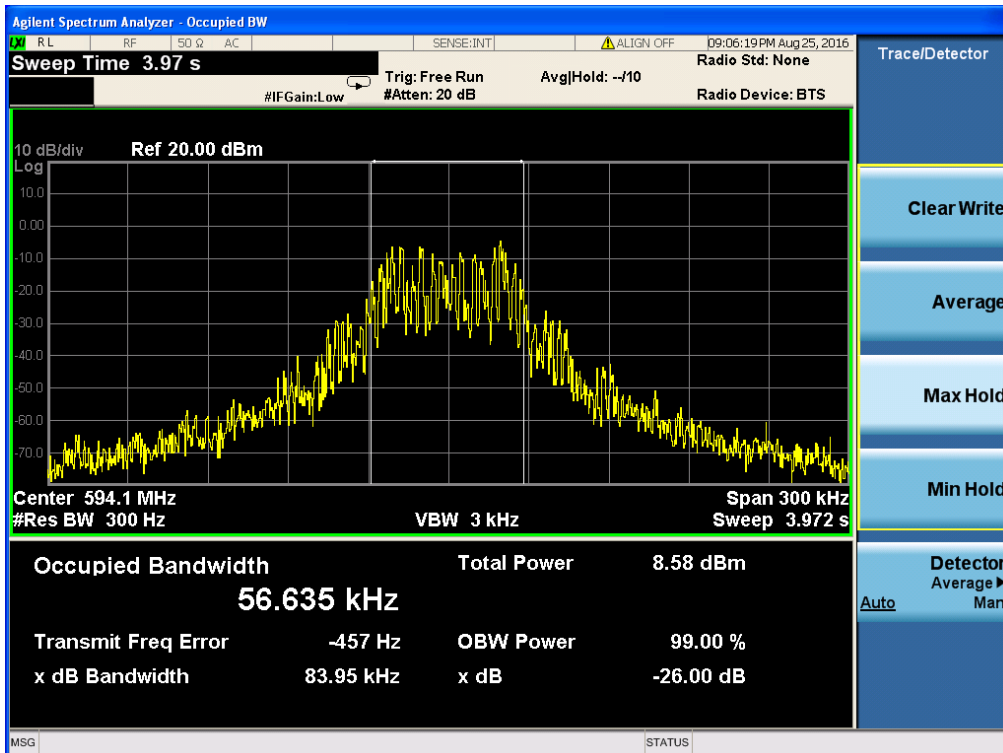 Agilent Spectrum Analyzer - Occupied BW
LXI RL RF 50 Ω AC SENSE:INT ALIGN OFF 09:06:19 PM Aug 25, 2016
Sweep Time 3.97 s
Radio Std: None
Trig: Free Run
Avg|Hold: --/10
#IFGain:Low
#Atten: 20 dB
Radio Device: BTS
10 dB/div
Ref 20.00 dBm
Log
10.0
0.00
-10.0
-20.0
-30.0
-40.0
-50.0
-60.0
-70.0
Center 594.1 MHz
Span 300 kHz
#Res BW 300 Hz
VBW 3 kHz
Sweep 3.972 s
Occupied Bandwidth
Total Power 8.58 dBm
56.635 kHz
Transmit Freq Error -457 Hz
OBW Power 99.00 %
x dB Bandwidth 83.95 kHz
x dB -26.00 dB
MSG
STATUS
Trace/Detector
Clear Write
Average
Max Hold
Min Hold
Detector
Average
Auto Man